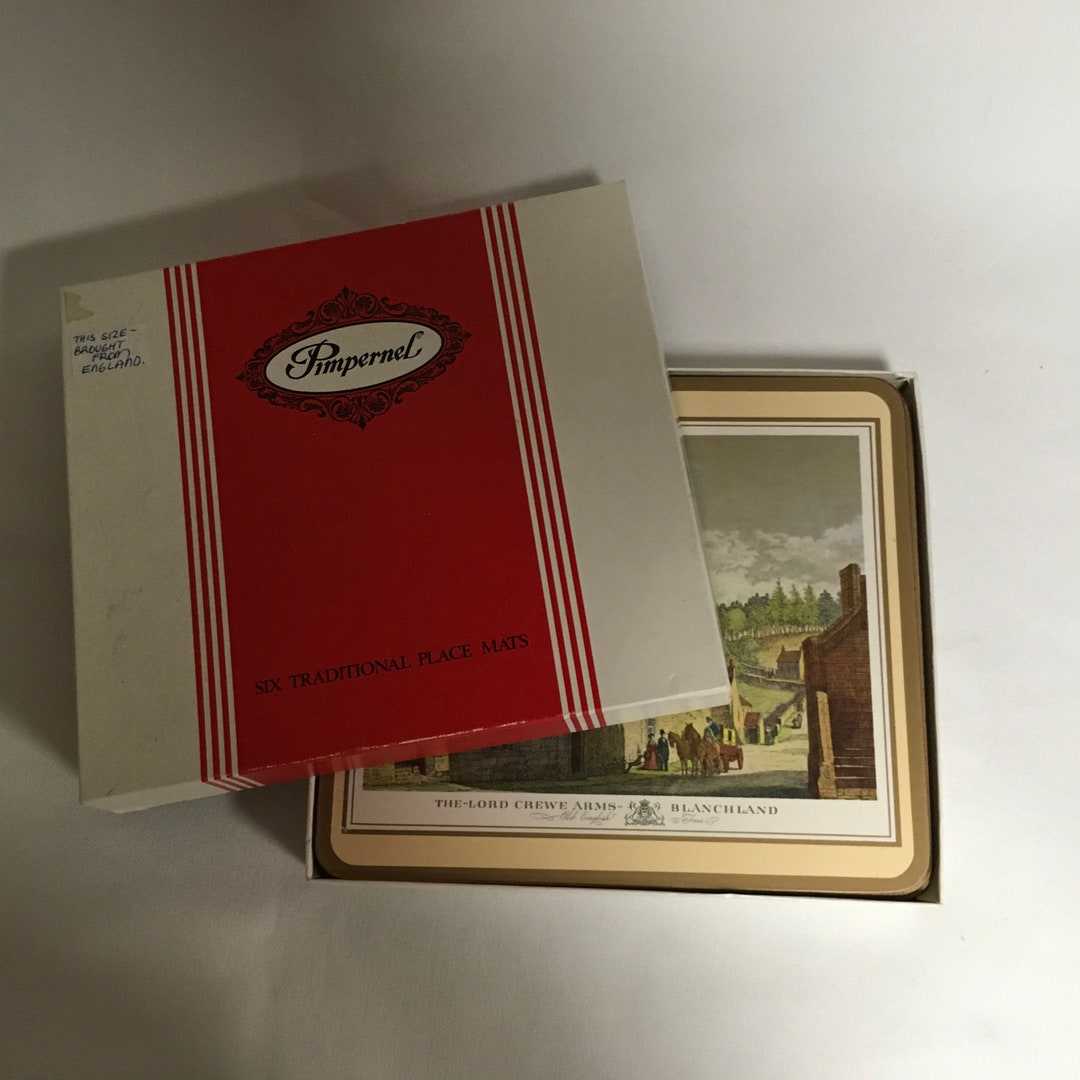 THIS SIZE -
BROUGHT
FROM
ENGLAND.
Pimpernel
SIX TRADITIONAL PLACE MATS
THE-LORD CREWE ARMS- BLANCHLAND
Old English Inns